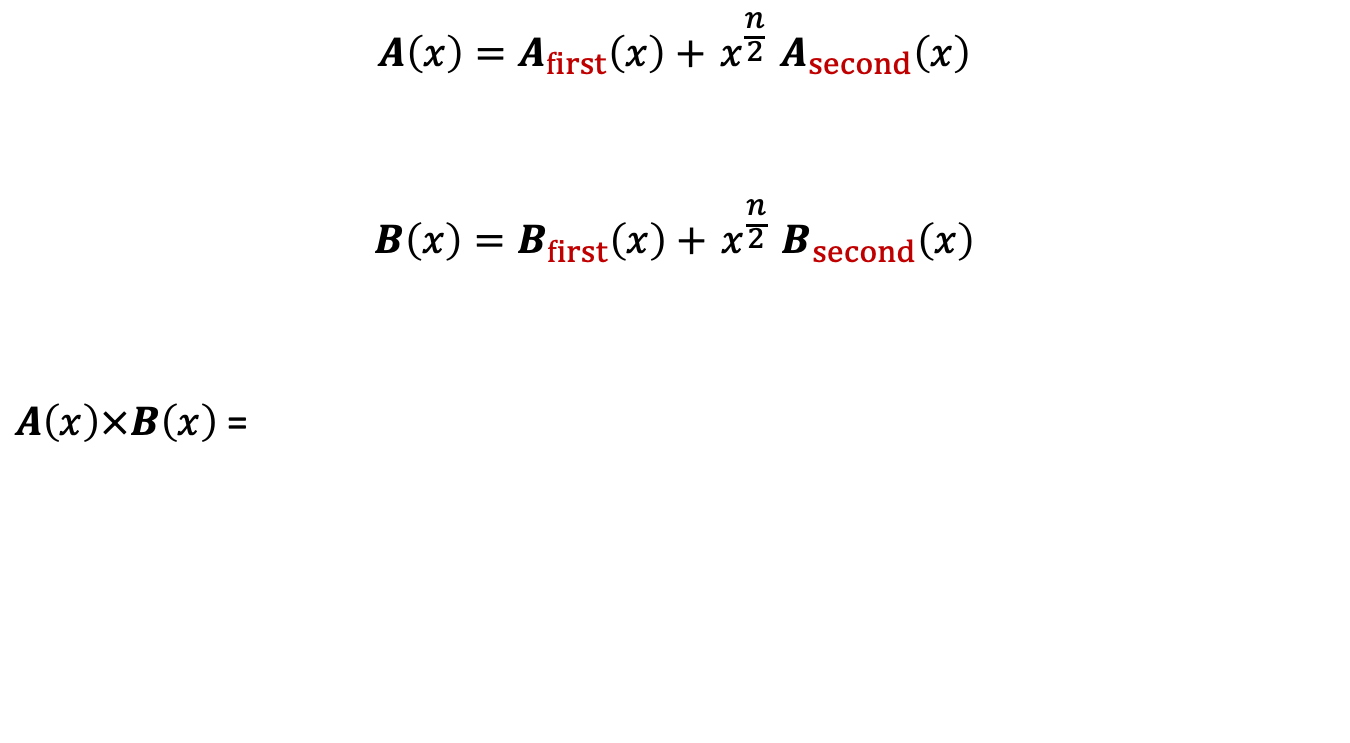 A(x) = A_first(x) + x^(n/2) A_second(x)
B(x) = B_first(x) + x^(n/2) B_second(x)
A(x)×B(x) =